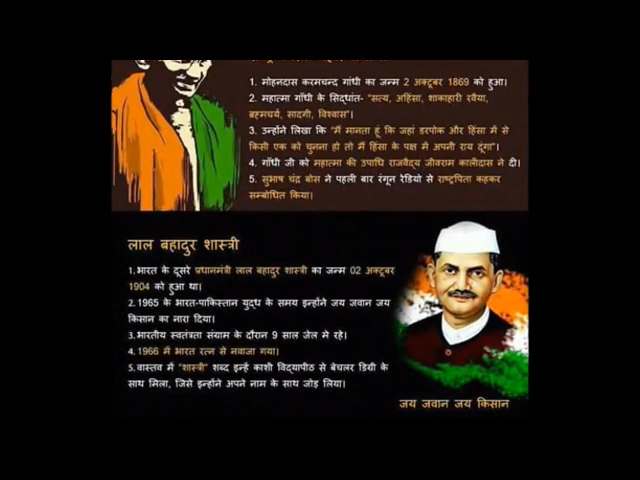 1. मोहनदास करमचन्द गांधी का जन्म 2 अक्टूबर 1869 को हुआ।
2. महात्मा गाँधी के सिद्धांत- "सत्य, अहिंसा, शाकाहारी रवैया,
ब्रह्मचर्य, सादगी, विश्वास"।
3. उन्होंने लिखा कि "मैं मानता हूं कि जहां डरपोक और हिंसा में से
किसी एक को चुनना हो तो मैं हिंसा के पक्ष में अपनी राय दूंगा"।
4. गाँधी जी को महात्मा की उपाधि राजवैद्य जीवराम कालीदास ने दी।
5. सुभाष चंद्र बोस ने पहली बार रंगून रेडियो से राष्ट्रपिता कहकर
सम्बोधित किया।
लाल बहादुर शास्त्री
1.भारत के दूसरे प्रधानमंत्री लाल बहादुर शास्त्री का जन्म 02 अक्टूबर
1904 को हुआ था।
2.1965 के भारत-पाकिस्तान युद्ध के समय इन्होंने जय जवान जय
किसान का नारा दिया।
3.भारतीय स्वतंत्रता संग्राम के दौरान 9 साल जेल मे रहे।
4.1966 में भारत रत्न से नवाजा गया।
5.वास्तव में "शास्त्री" शब्द इन्हें काशी विद्यापीठ से बेचलर डिग्री के
साथ मिला, जिसे इन्होंने अपने नाम के साथ जोड़ लिया।
जय जवान जय किसान